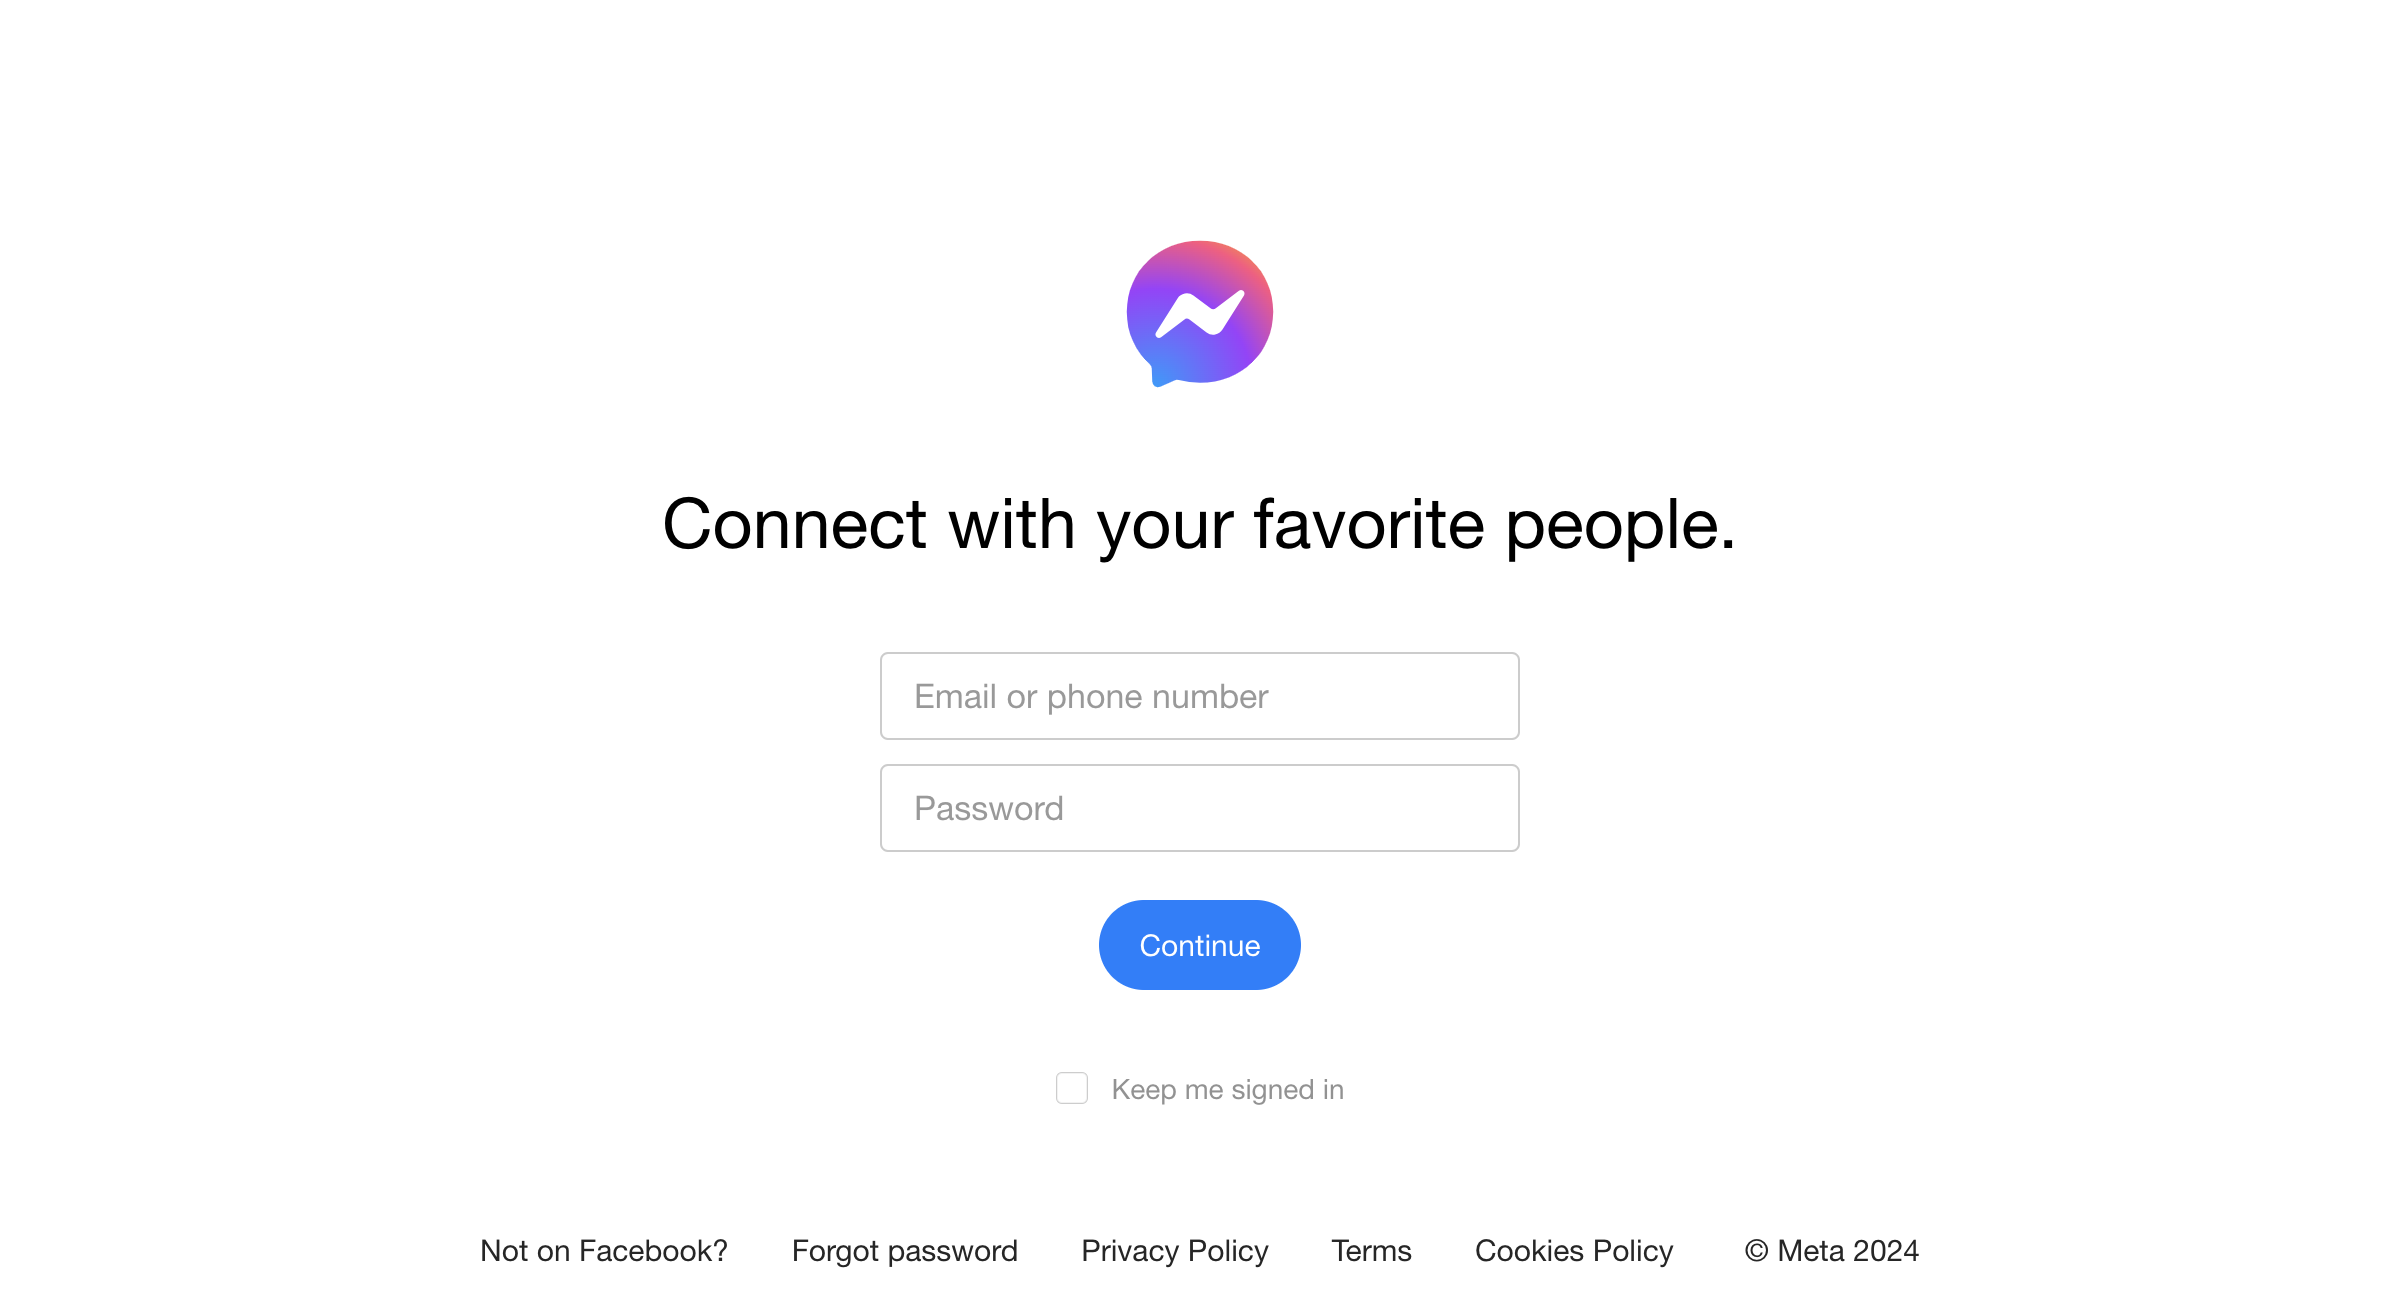 Connect with your favorite people.
Email or phone number
Password
Continue
Keep me signed in
Not on Facebook? Forgot password Privacy Policy Terms Cookies Policy © Meta 2024